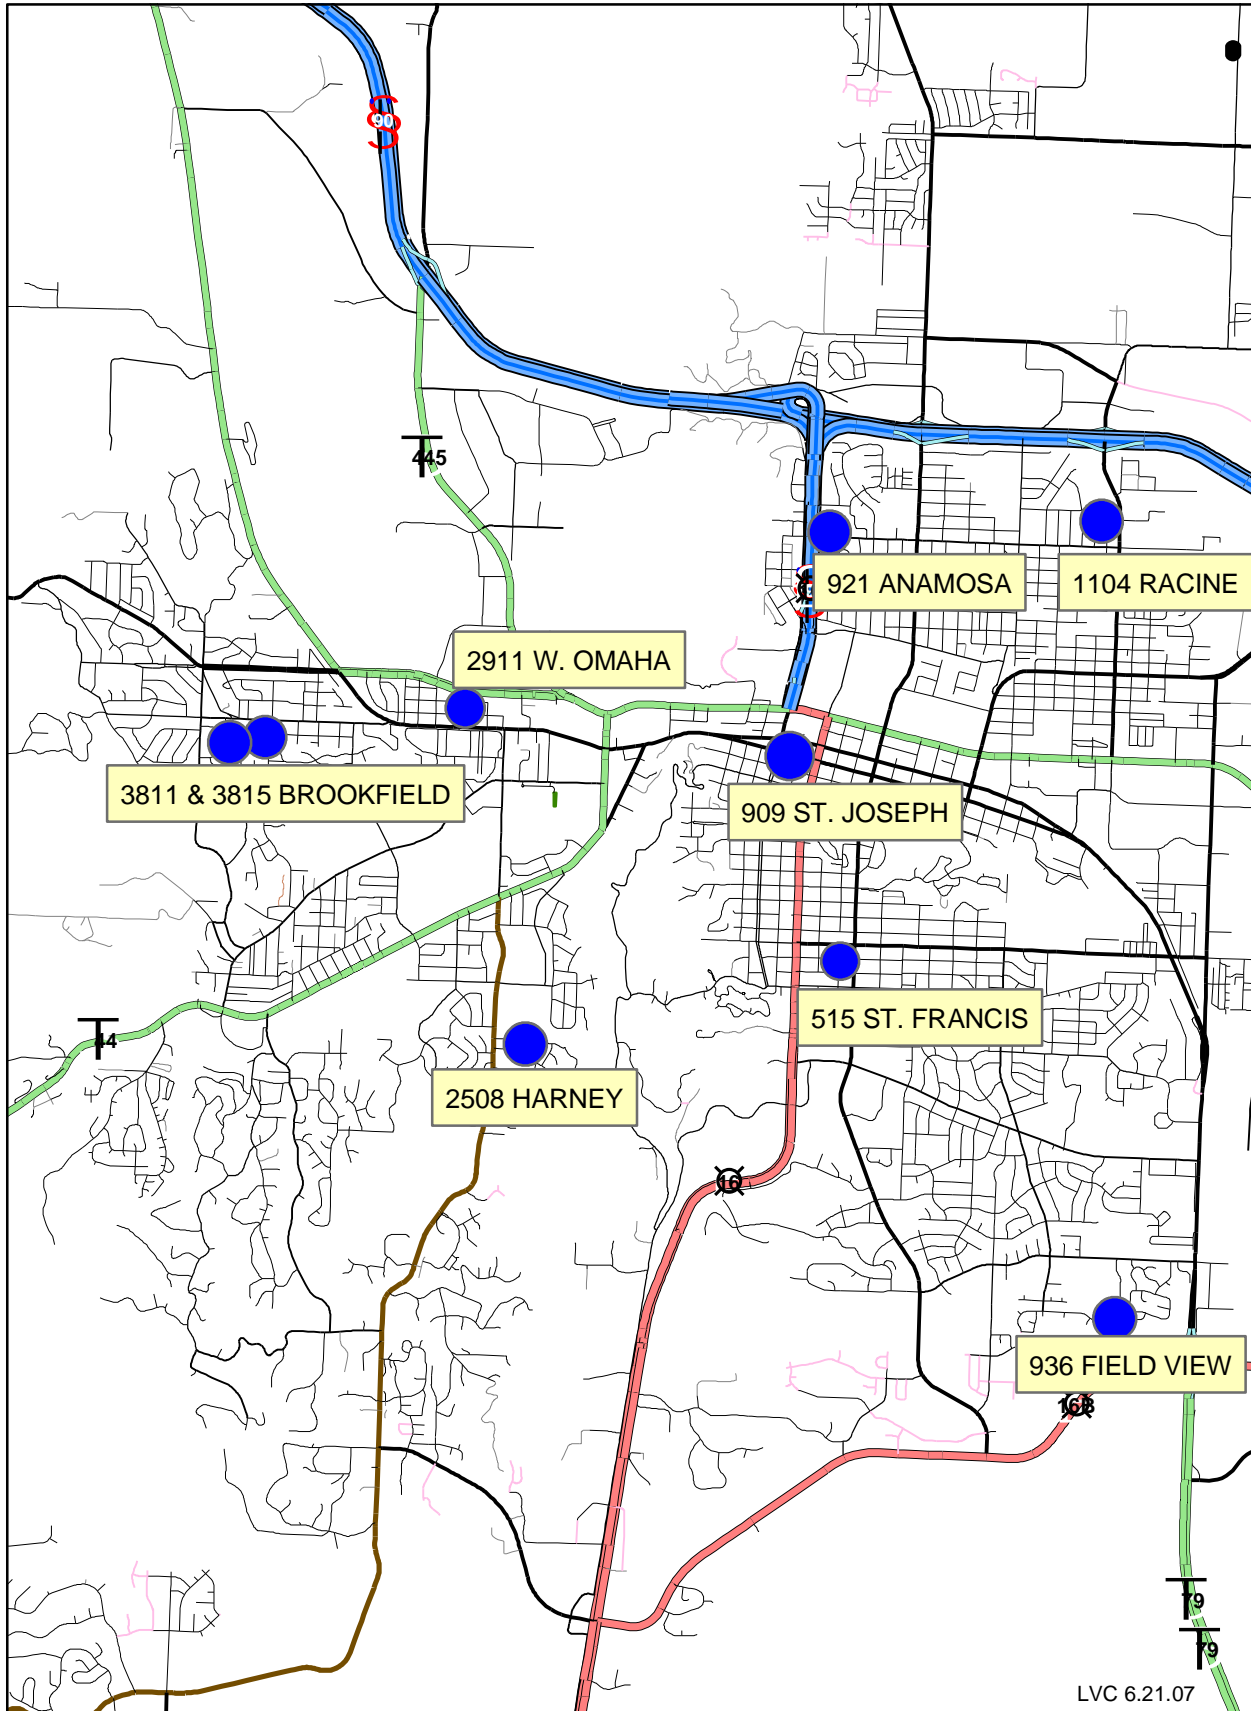 90
445
921 ANAMOSA
1104 RACINE
2911 W. OMAHA
3811 & 3815 BROOKFIELD
909 ST. JOSEPH
515 ST. FRANCIS
44
2508 HARNEY
16
936 FIELD VIEW
16B
79
79
LVC 6.21.07